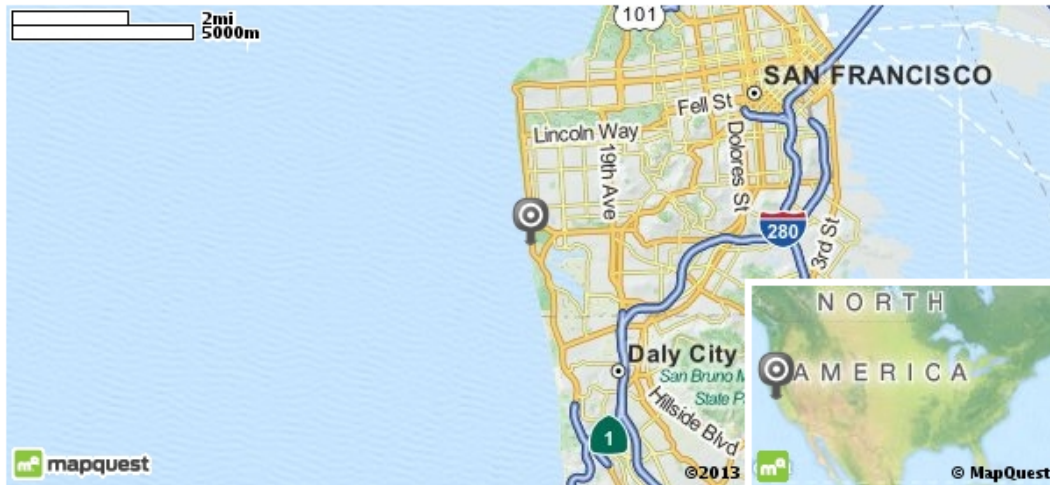 2mi
5000m
101
SAN FRANCISCO
Fell St
Lincoln Way
19th Ave
Dolores St
280
3rd St
Daly City
San Bruno M
State P
Hillside Blvd
1
mapquest
©2013
NORTH
AMERICA
m
© MapQuest